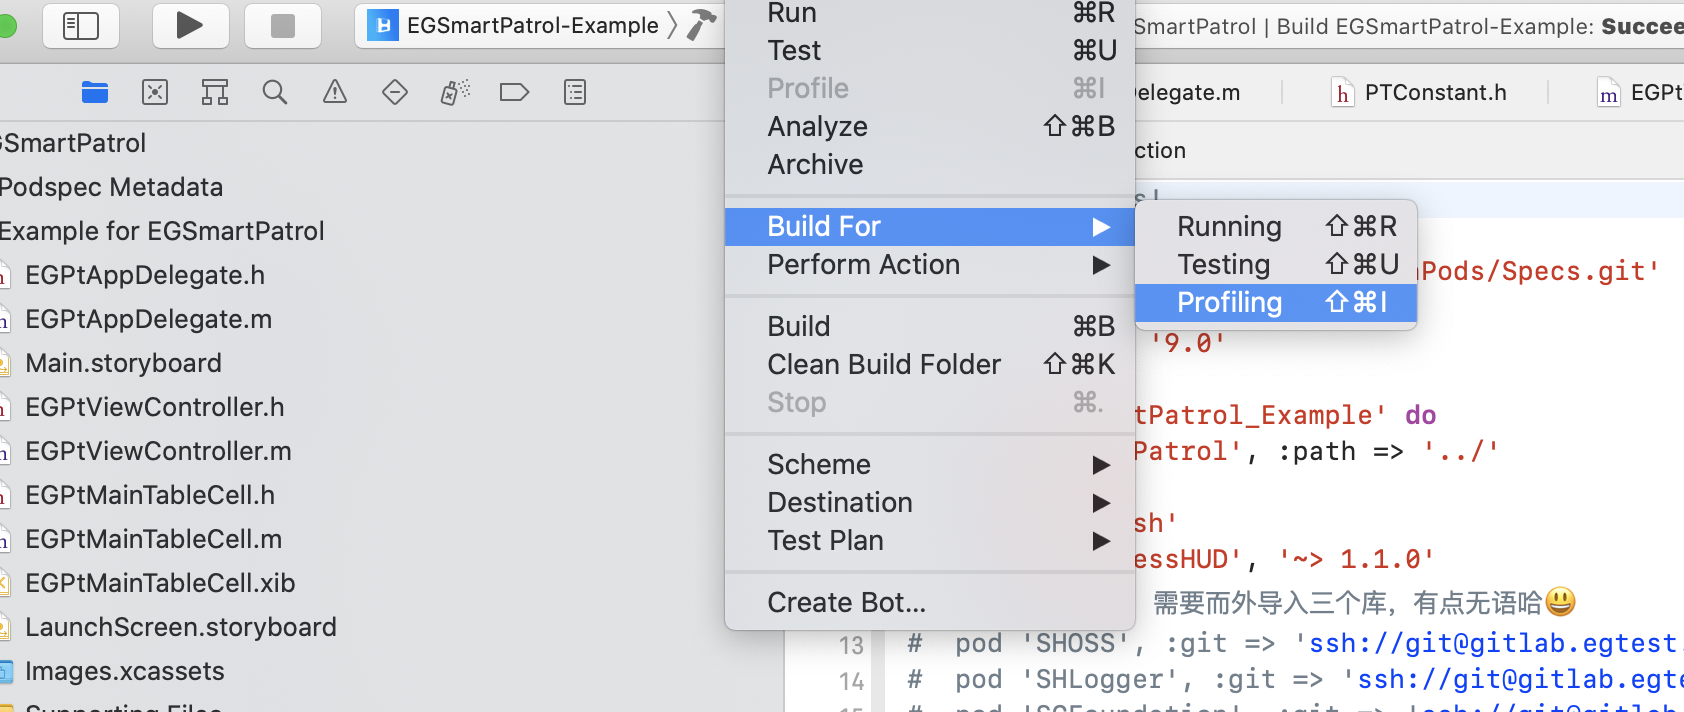 Run ⌘R
EGSmartPatrol-Example
SmartPatrol | Build EGSmartPatrol-Example: Succee
Test ⌘U
Profile ⌘I
elegate.m
PTConstant.h
EGPt
Analyze ⇧⌘B
Archive
ction
GSmartPatrol
Podspec Metadata
Example for EGSmartPatrol
EGPtAppDelegate.h
EGPtAppDelegate.m
Main.storyboard
EGPtViewController.h
EGPtViewController.m
EGPtMainTableCell.h
EGPtMainTableCell.m
EGPtMainTableCell.xib
LaunchScreen.storyboard
Images.xcassets
Supporting Files
Build For ▶
Perform Action ▶
Build ⌘B
Clean Build Folder ⇧⌘K
Stop ⌘.
Scheme ▶
Destination ▶
Test Plan ▶
Create Bot...
Running ⇧⌘R
Testing ⇧⌘U
Profiling ⇧⌘I
Pods/Specs.git'
'9.0'
tPatrol_Example' do
Patrol', :path => '../'
sh'
essHUD', '~> 1.1.0'
需要而外导入三个库，有点无语哈😃
13 # pod 'SHOSS', :git => 'ssh://git@gitlab.egtest.
14 # pod 'SHLogger', :git => 'ssh://git@gitlab.egte